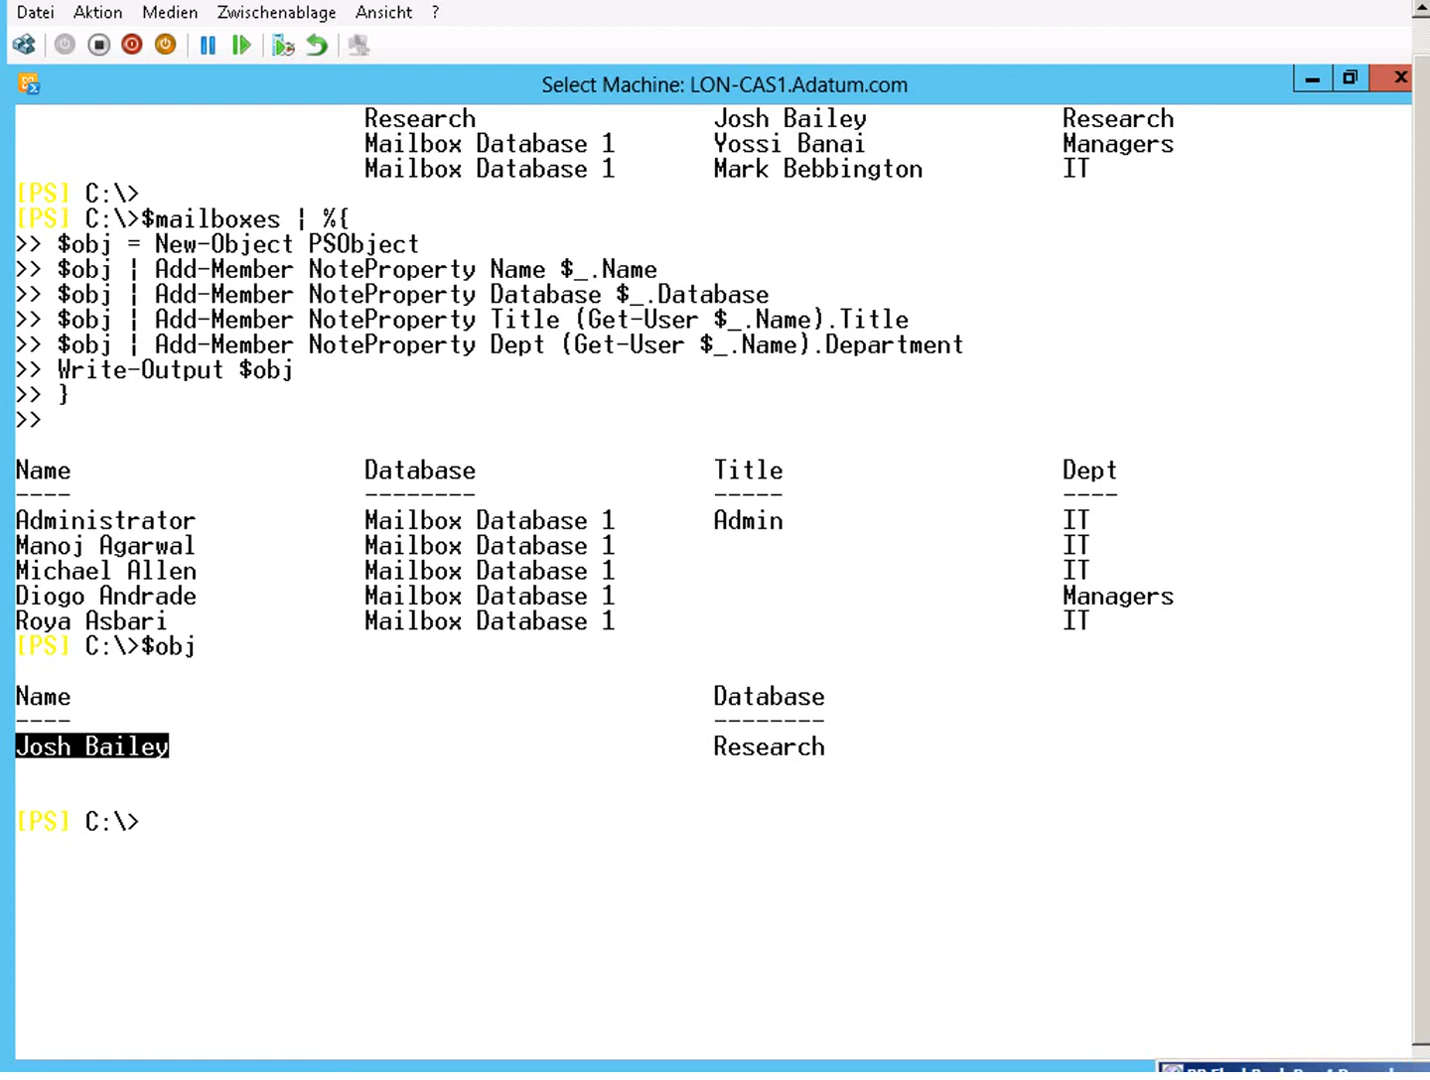 Datei Aktion Medien Zwischenablage Ansicht ?
Select Machine: LON-CAS1.Adatum.com
Research Josh Bailey Research
Mailbox Database 1 Yossi Banai Managers
Mailbox Database 1 Mark Bebbington IT
[PS] C:\>
[PS] C:\>$mailboxes | %{
>> $obj = New-Object PSObject
>> $obj | Add-Member NoteProperty Name $_.Name
>> $obj | Add-Member NoteProperty Database $_.Database
>> $obj | Add-Member NoteProperty Title (Get-User $_.Name).Title
>> $obj | Add-Member NoteProperty Dept (Get-User $_.Name).Department
>> Write-Output $obj
>> }
>>
Name Database Title Dept
---- -------- ----- ----
Administrator Mailbox Database 1 Admin IT
Manoj Agarwal Mailbox Database 1 IT
Michael Allen Mailbox Database 1 IT
Diogo Andrade Mailbox Database 1 Managers
Roya Asbari Mailbox Database 1 IT
[PS] C:\>$obj
Name Database
---- --------
Josh Bailey Research
[PS] C:\>